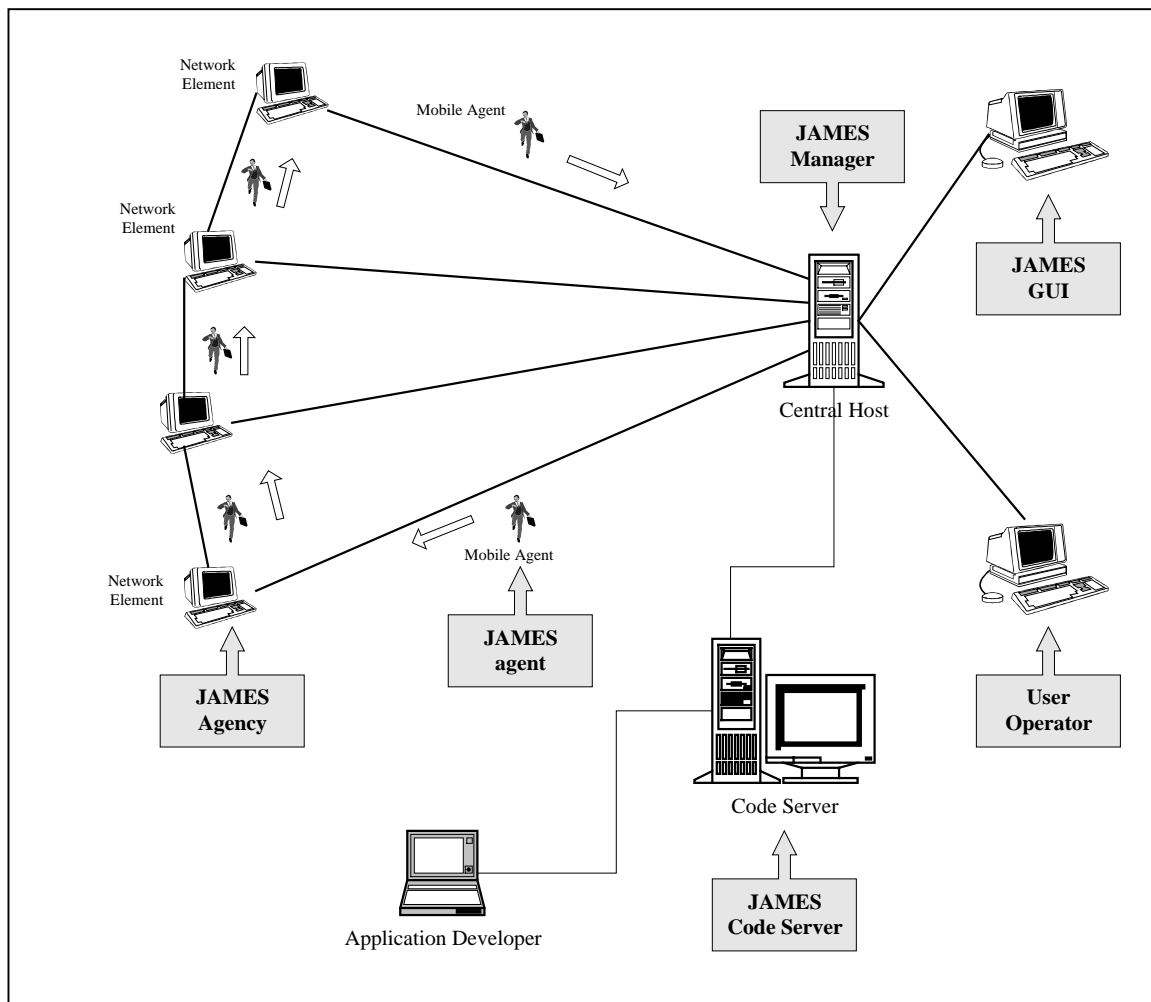 Network
Element
Mobile Agent
JAMES
Manager
Network
Element
JAMES
GUI
Central Host
Mobile Agent
Network
Element
JAMES
agent
JAMES
Agency
User
Operator
Code Server
JAMES
Code Server
Application Developer